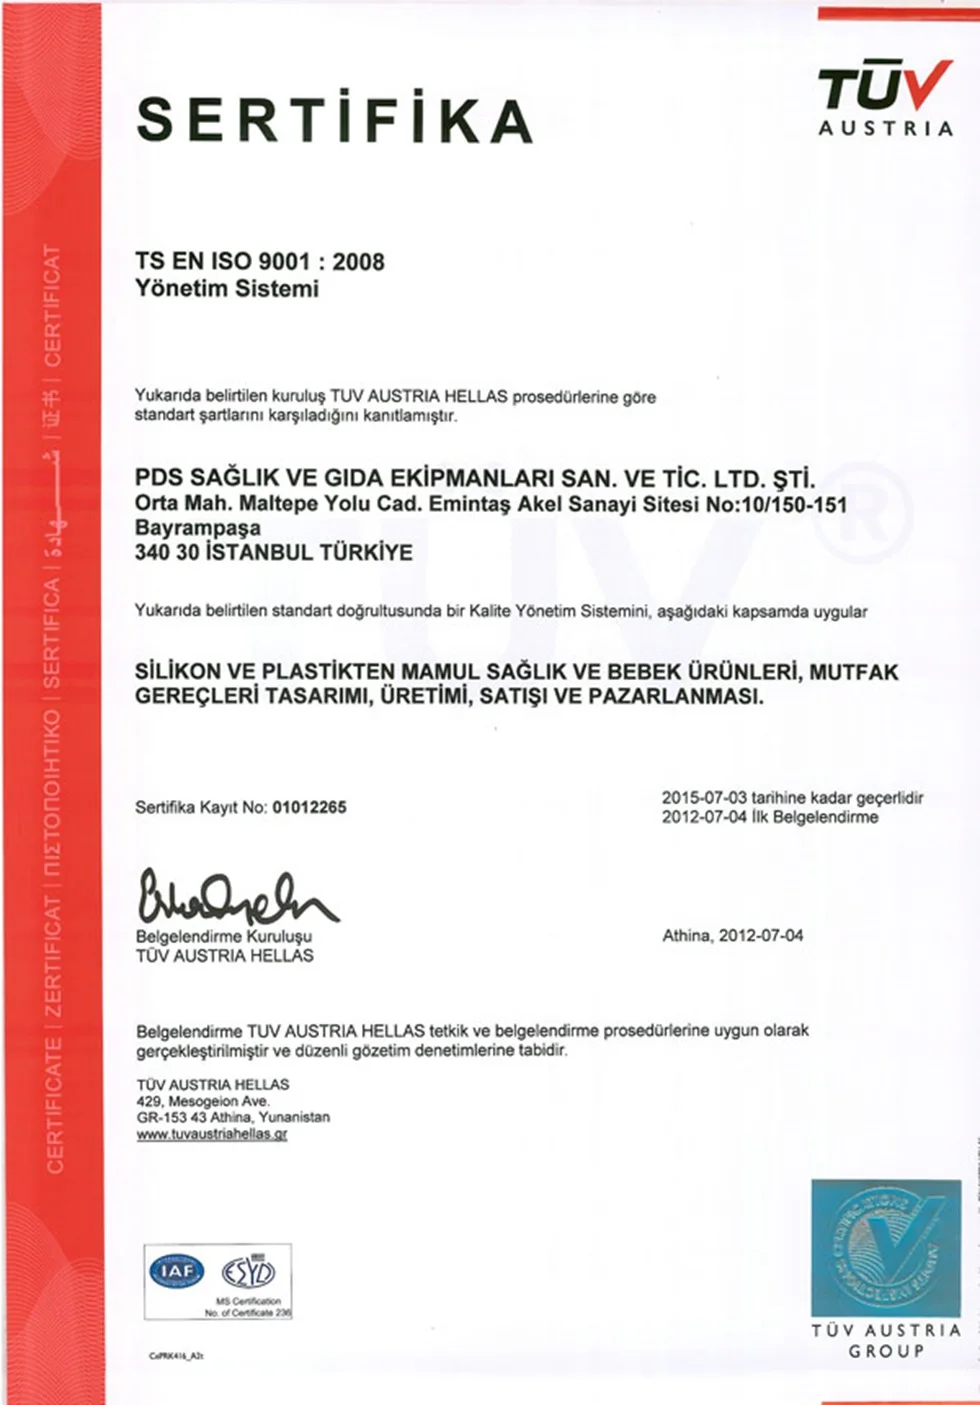 SERTİFİKA
TÜV
AUSTRIA
TS EN ISO 9001 : 2008
Yönetim Sistemi
Yukarıda belirtilen kuruluş TUV AUSTRIA HELLAS prosedürlerine göre
standart şartlarını karşıladığını kanıtlamıştır.
PDS SAĞLIK VE GIDA EKİPMANLARI SAN. VE TİC. LTD. ŞTİ.
Orta Mah. Maltepe Yolu Cad. Emintaş Akel Sanayi Sitesi No:10/150-151
Bayrampaşa
340 30 İSTANBUL TÜRKİYE
Yukarıda belirtilen standart doğrultusunda bir Kalite Yönetim Sistemini, aşağıdaki kapsamda uygular
SİLİKON VE PLASTİKTEN MAMUL SAĞLIK VE BEBEK ÜRÜNLERİ, MUTFAK
GEREÇLERİ TASARIMI, ÜRETİMİ, SATIŞI VE PAZARLANMASI.
Sertifika Kayıt No: 01012265
2015-07-03 tarihine kadar geçerlidir
2012-07-04 İlk Belgelendirme
Belgelendirme Kuruluşu
TÜV AUSTRIA HELLAS
Athina, 2012-07-04
Belgelendirme TUV AUSTRIA HELLAS tetkik ve belgelendirme prosedürlerine uygun olarak
gerçekleştirilmiştir ve düzenli gözetim denetimlerine tabidir.
TÜV AUSTRIA HELLAS
429, Mesogeion Ave.
GR-153 43 Athina, Yunanistan
www.tuvaustriahellas.gr
IAF
ESYD
MS Certification
No. of Certificate 236
CePRK416_A2t
TÜV AUSTRIA
GROUP
CERTIFICATE | ZERTIFICAT | ΠΙΣΤΟΠΟΙΗΤΙΚΟ | SERTIFICA | شهادة | 证书 | CERTIFICAT
TÜV®